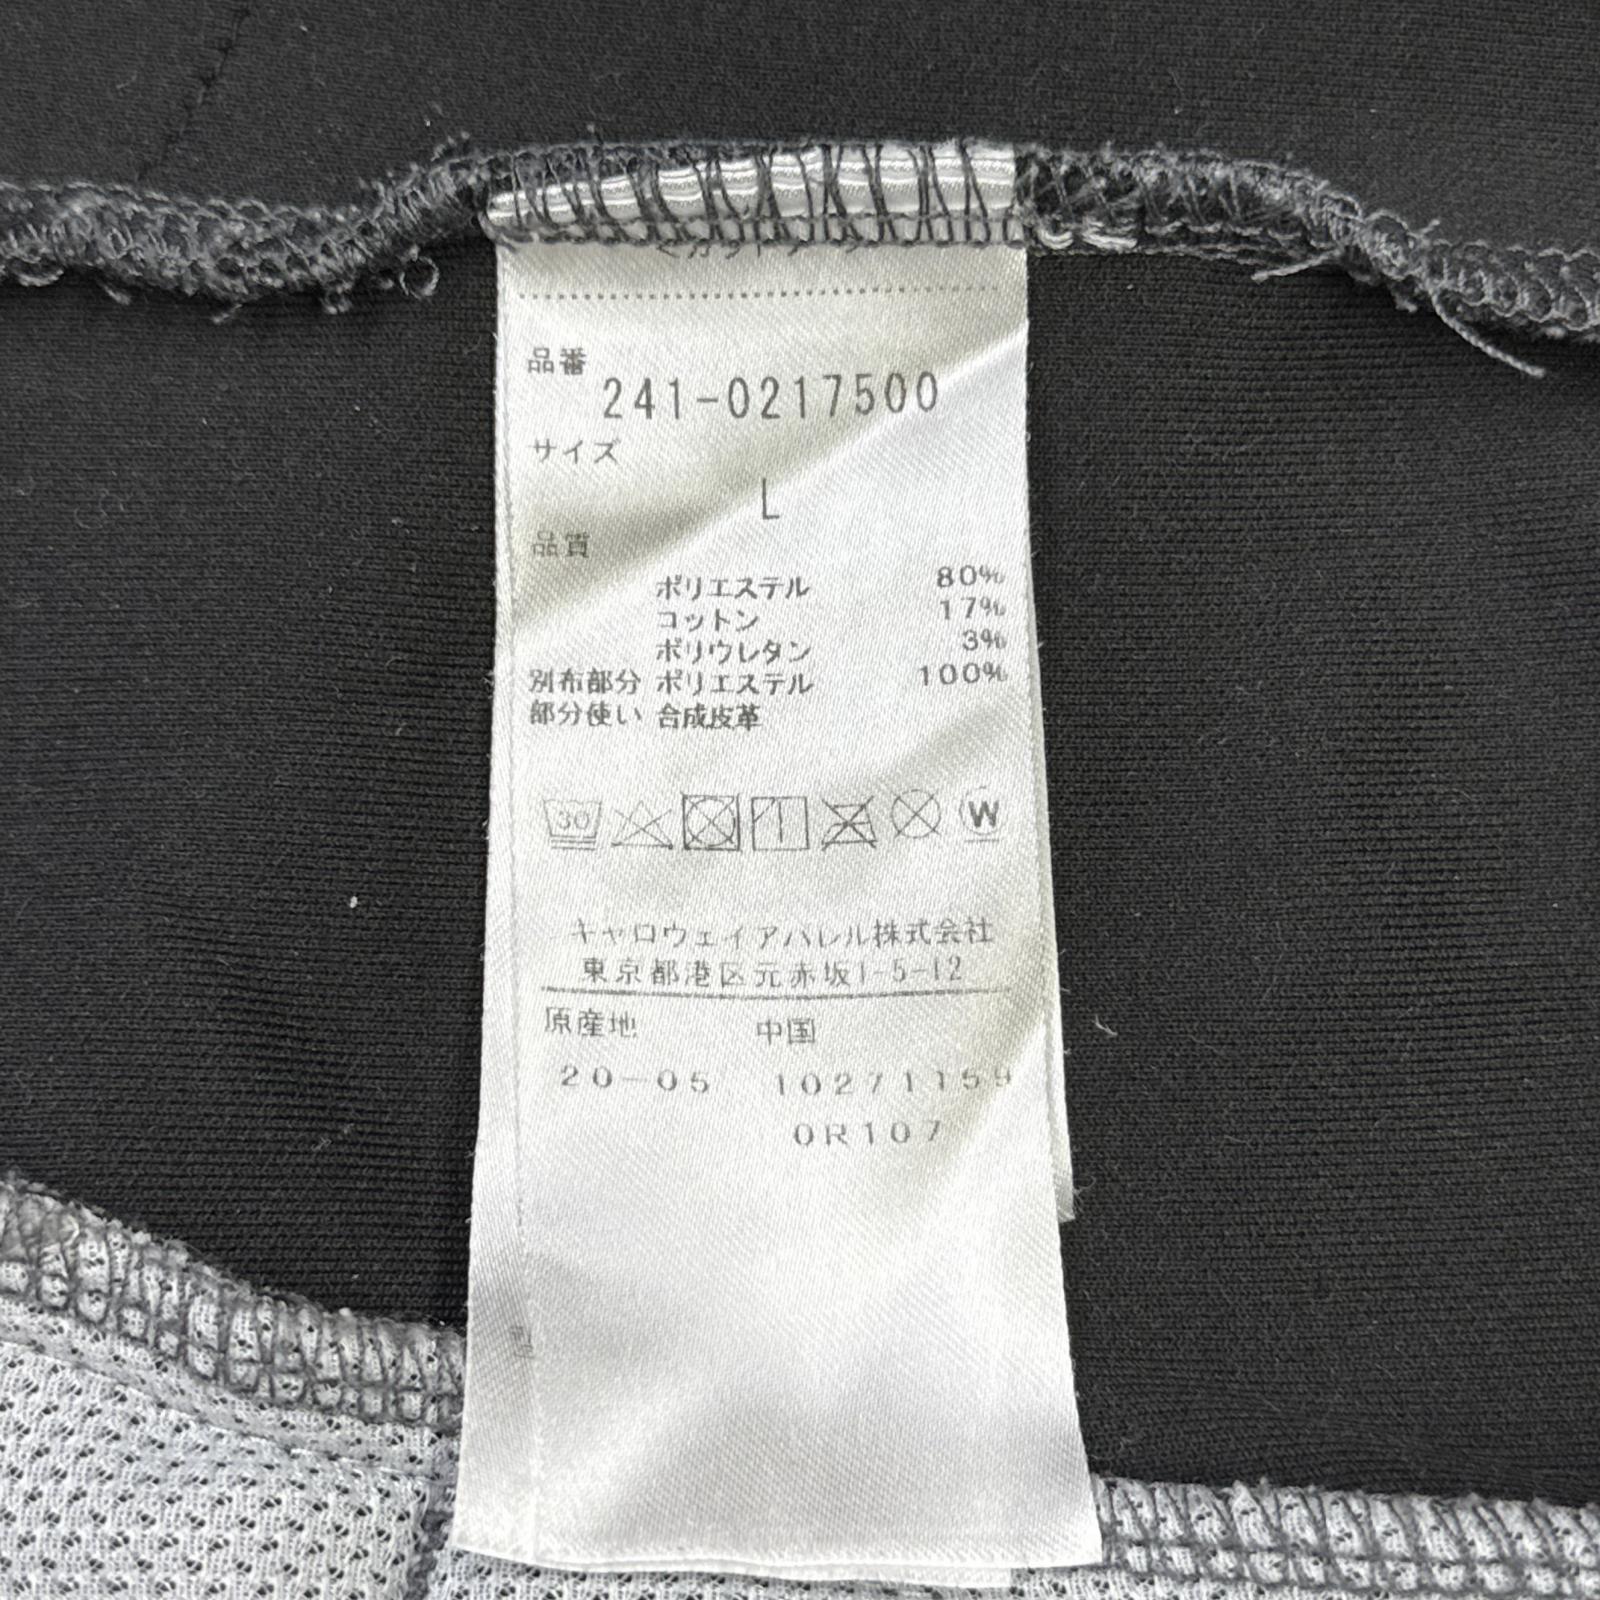 品番
241-0217500
サイズ
L
品質
ポリエステル 80%
コットン 17%
ポリウレタン 3%
別布部分 ポリエステル 100%
部分使い 合成皮革
30
W
キャロウェイアパレル株式会社
東京都港区元赤坂1-5-12
原産地 中国
20-05 10271159
0R107